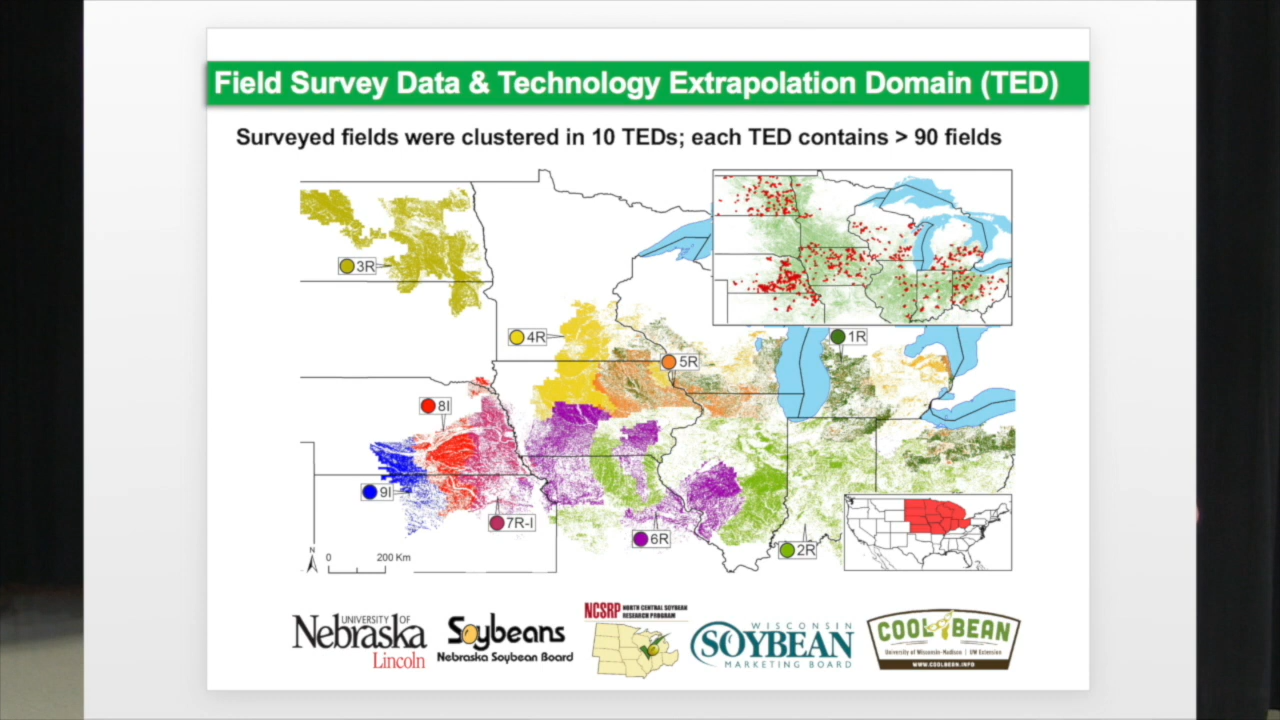 Field Survey Data & Technology Extrapolation Domain (TED)
Surveyed fields were clustered in 10 TEDs; each TED contains > 90 fields
3R
4R
1R
5R
8I
9I
7R-I
6R
2R
N
0 200 Km
UNIVERSITY OF
Nebraska
Lincoln
Soybeans
Nebraska Soybean Board
NCSRP NORTH CENTRAL SOYBEAN
RESEARCH PROGRAM
WISCONSIN
SOYBEAN
MARKETING BOARD
COOL BEAN
University of Wisconsin-Madison | UW Extension
WWW.COOLBEAN.INFO